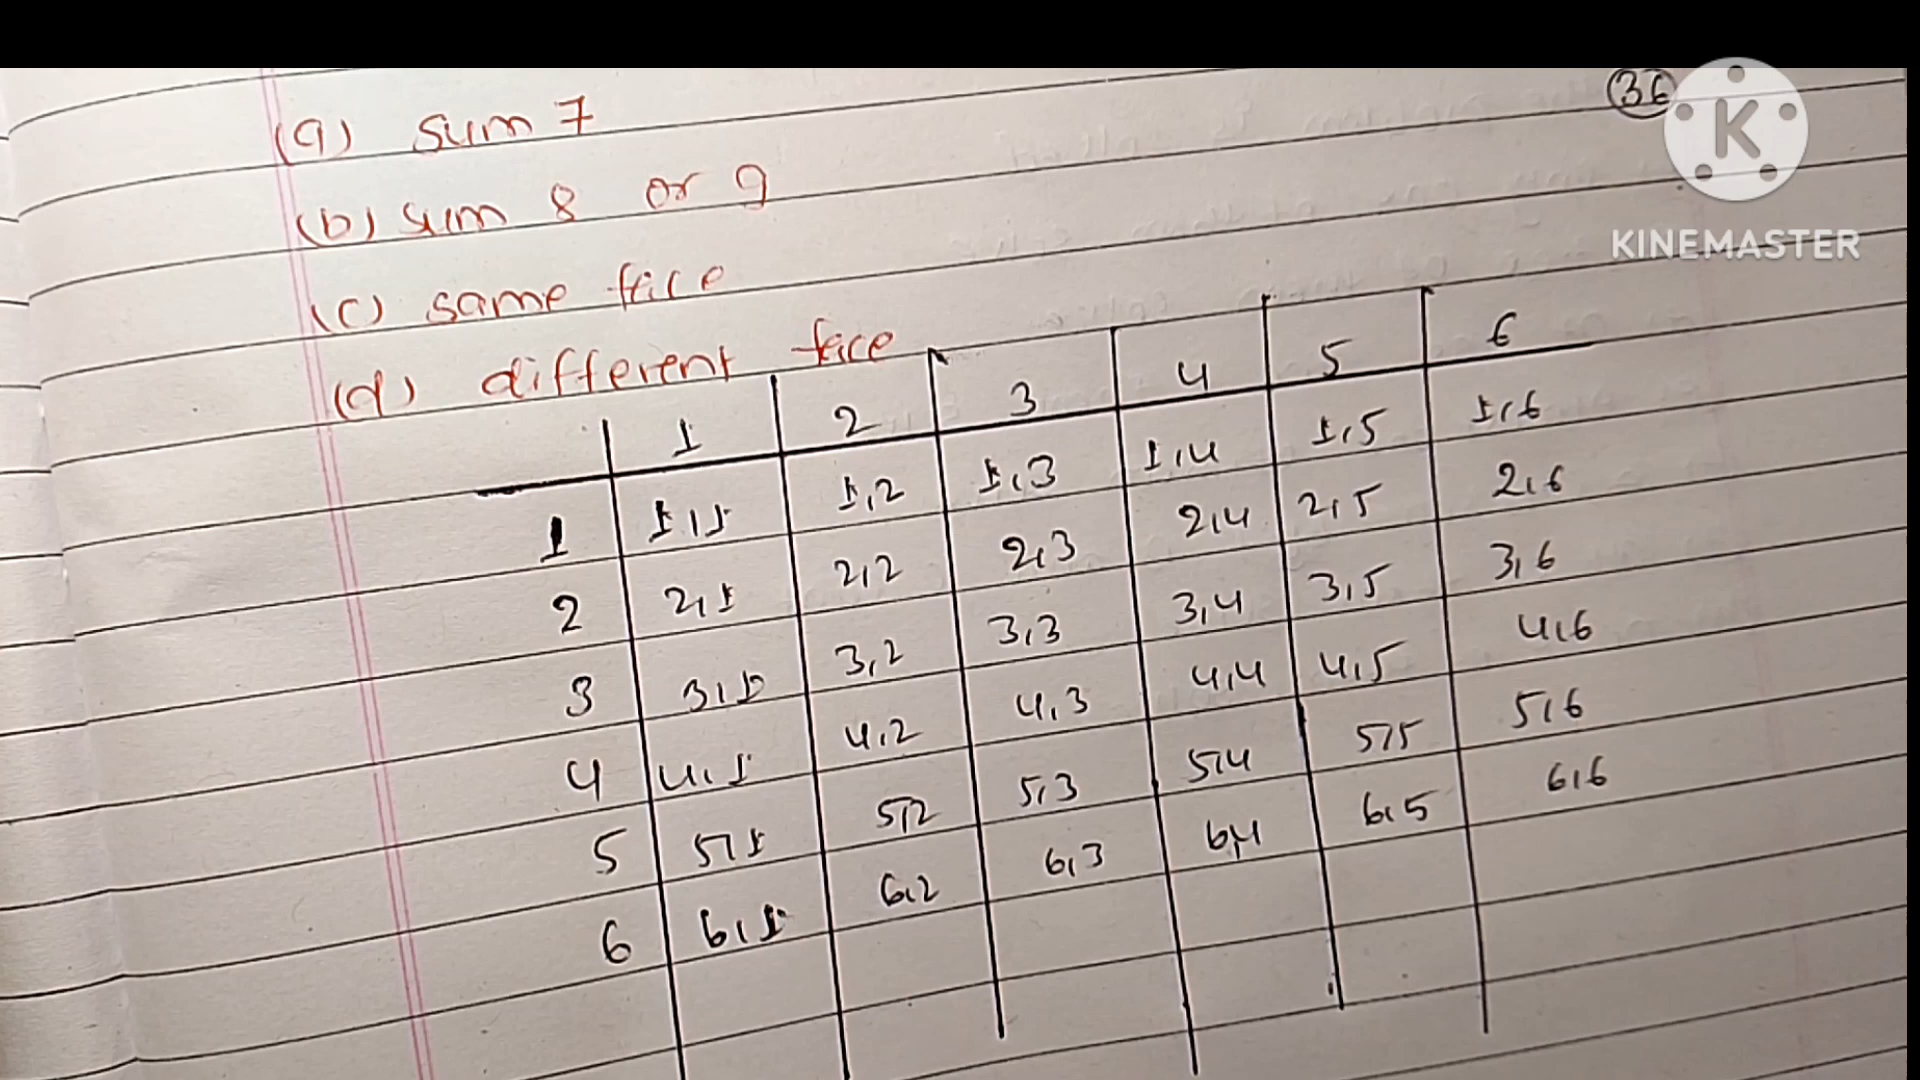 36
K
KINEMASTER
(a) sum 7
(b) sum 8 or 9
(c) same face
(d) different face
1 2 3 4 5 6
1 1,1 1,2 1,3 1,4 1,5 1,6
2 2,1 2,2 2,3 2,4 2,5 2,6
3 3,1 3,2 3,3 3,4 3,5 3,6
4 4,1 4,2 4,3 4,4 4,5 4,6
5 5,1 5,2 5,3 5,4 5,5 5,6
6 6,1 6,2 6,3 6,4 6,5 6,6